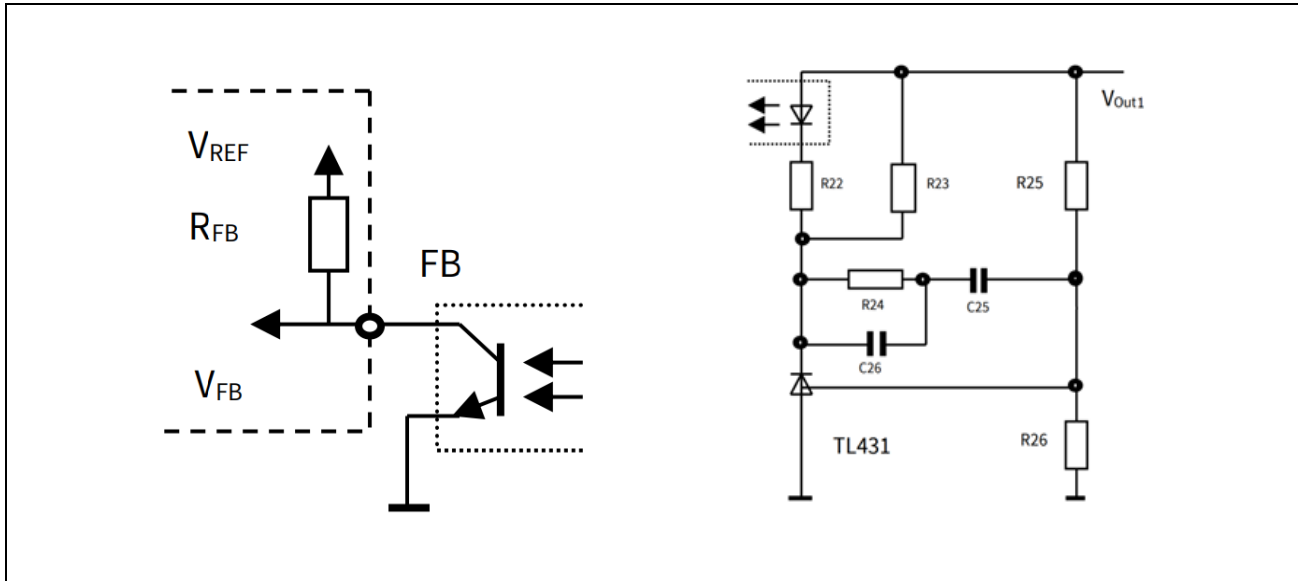 VREF
RFB
FB
VFB
VOut1
R22
R23
R25
R24
C25
C26
TL431
R26